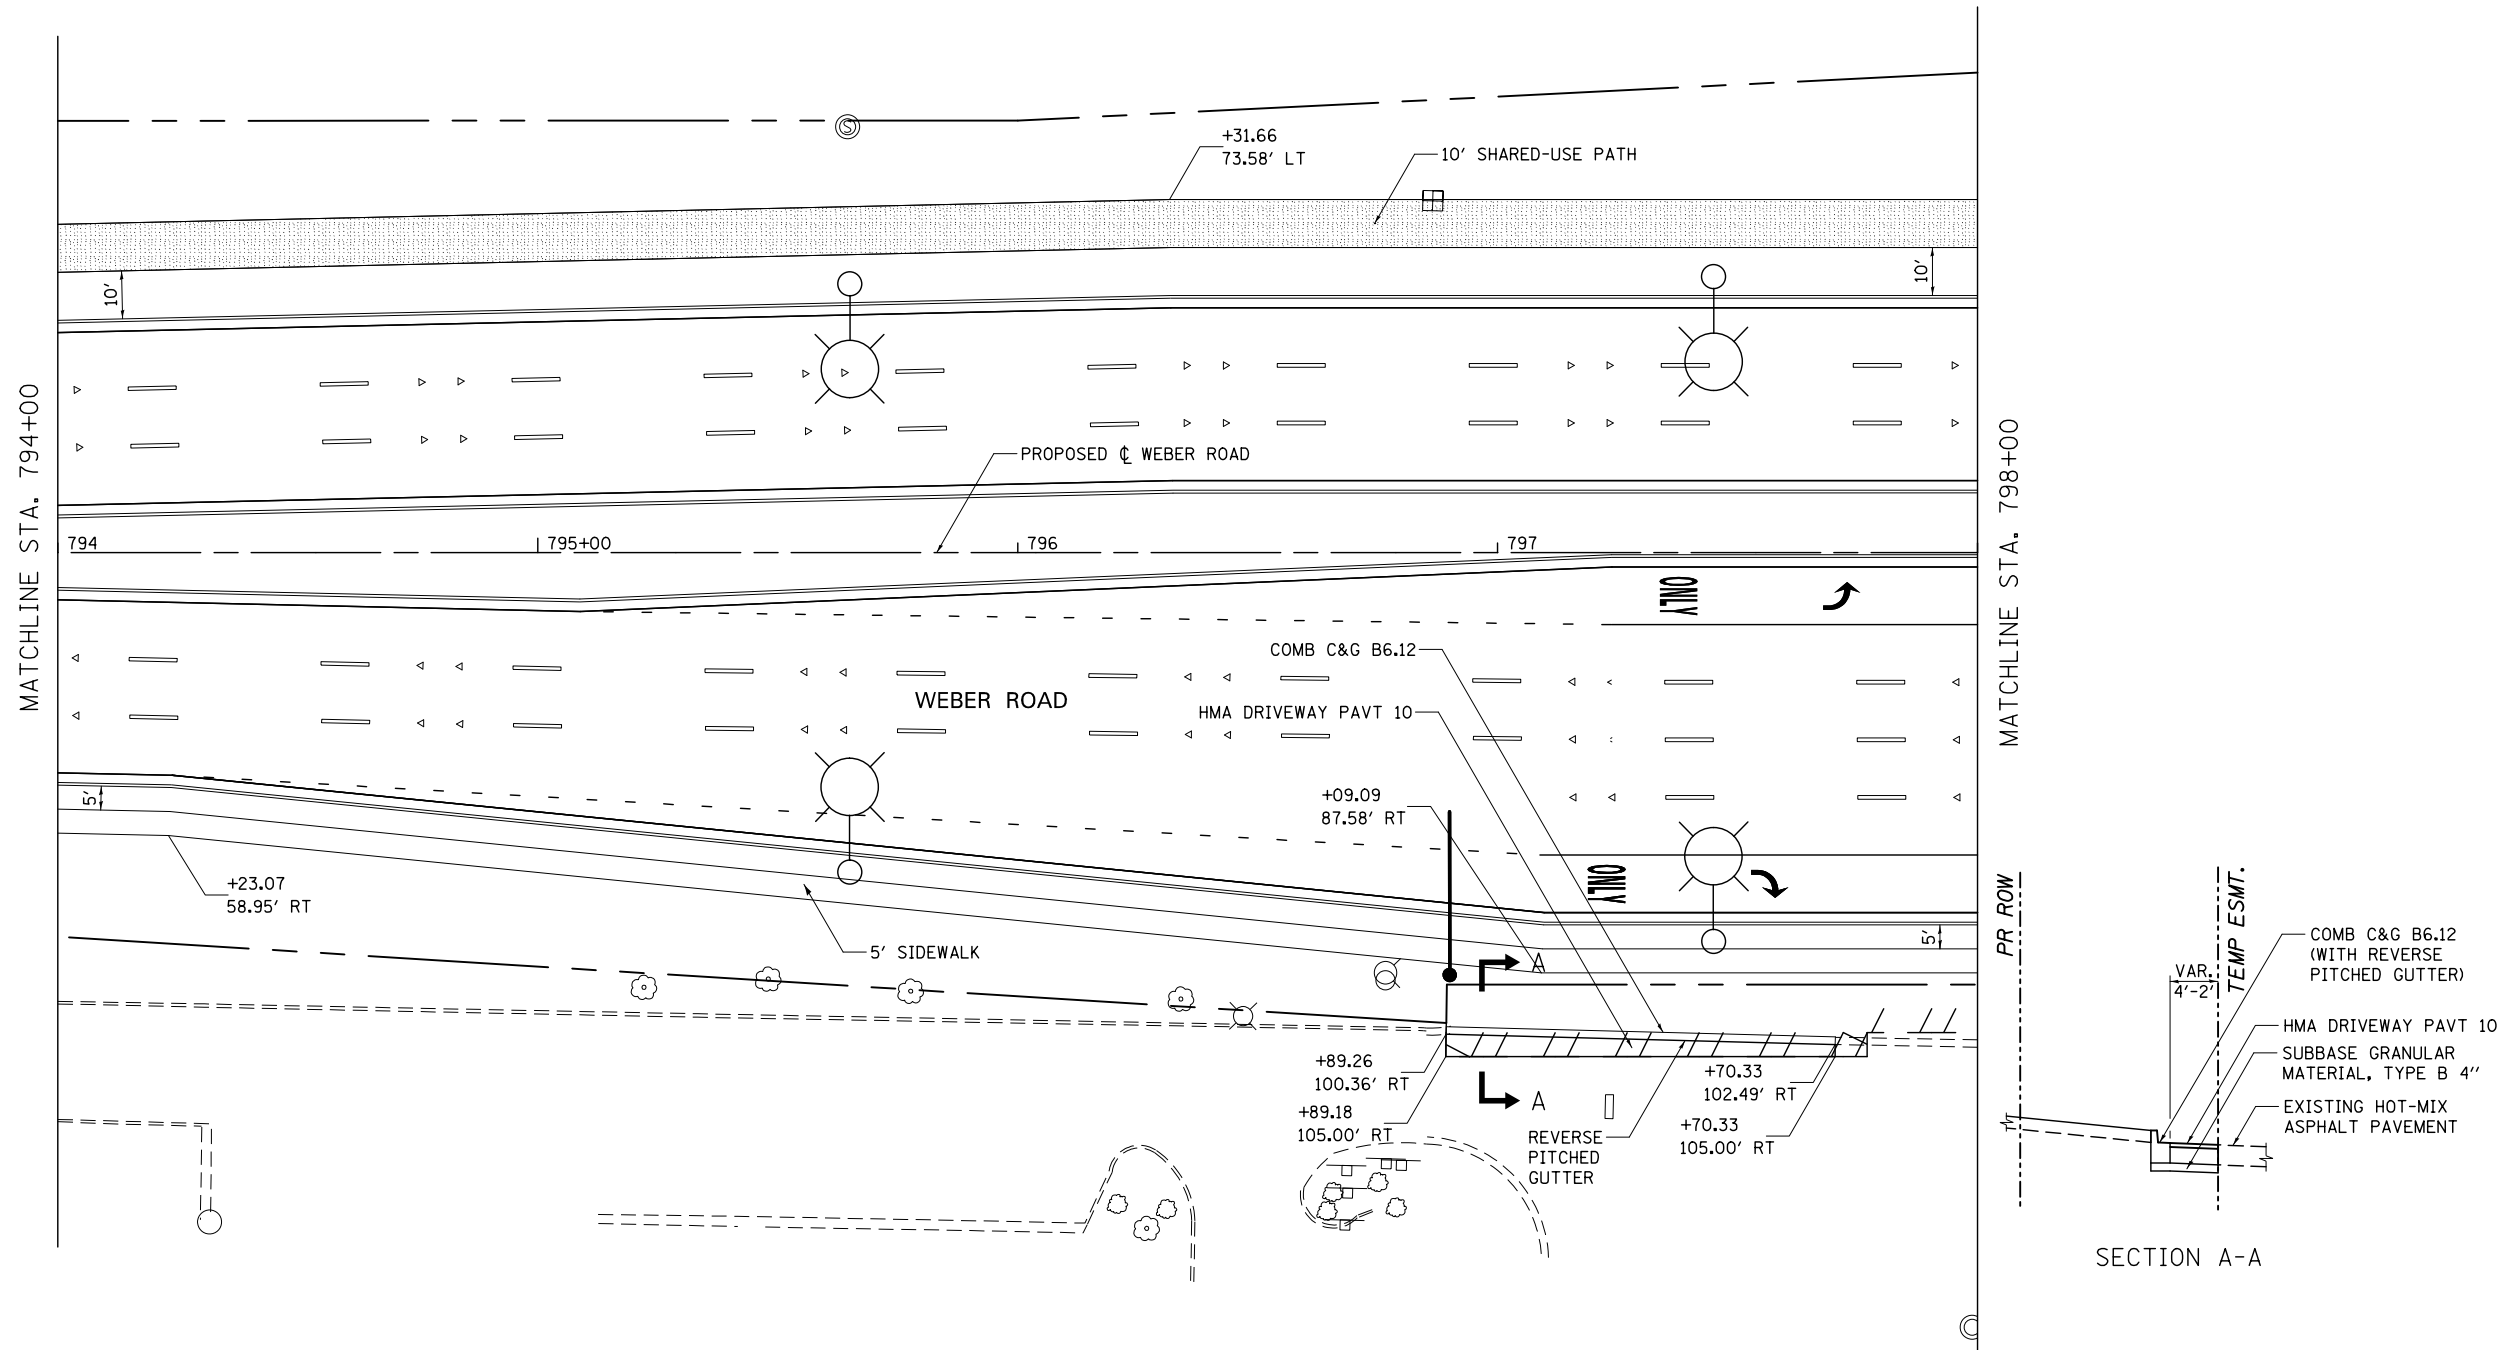 +31.66
73.58' LT
10' SHARED-USE PATH
10'
10'
MATCHLINE STA. 794+00
MATCHLINE STA. 798+00
PROPOSED ℄ WEBER ROAD
794
795+00
796
797
ONLY
COMB C&G B6.12
WEBER ROAD
HMA DRIVEWAY PAVT 10
5'
+09.09
87.58' RT
ONLY
+23.07
58.95' RT
5' SIDEWALK
5'
A
+89.26
100.36' RT
+89.18
105.00' RT
A
REVERSE
PITCHED
GUTTER
+70.33
102.49' RT
+70.33
105.00' RT
PR ROW
TEMP ESMT.
VAR.
4'-2'
COMB C&G B6.12
(WITH REVERSE
PITCHED GUTTER)
HMA DRIVEWAY PAVT 10
SUBBASE GRANULAR
MATERIAL, TYPE B 4''
EXISTING HOT-MIX
ASPHALT PAVEMENT
SECTION A-A
S